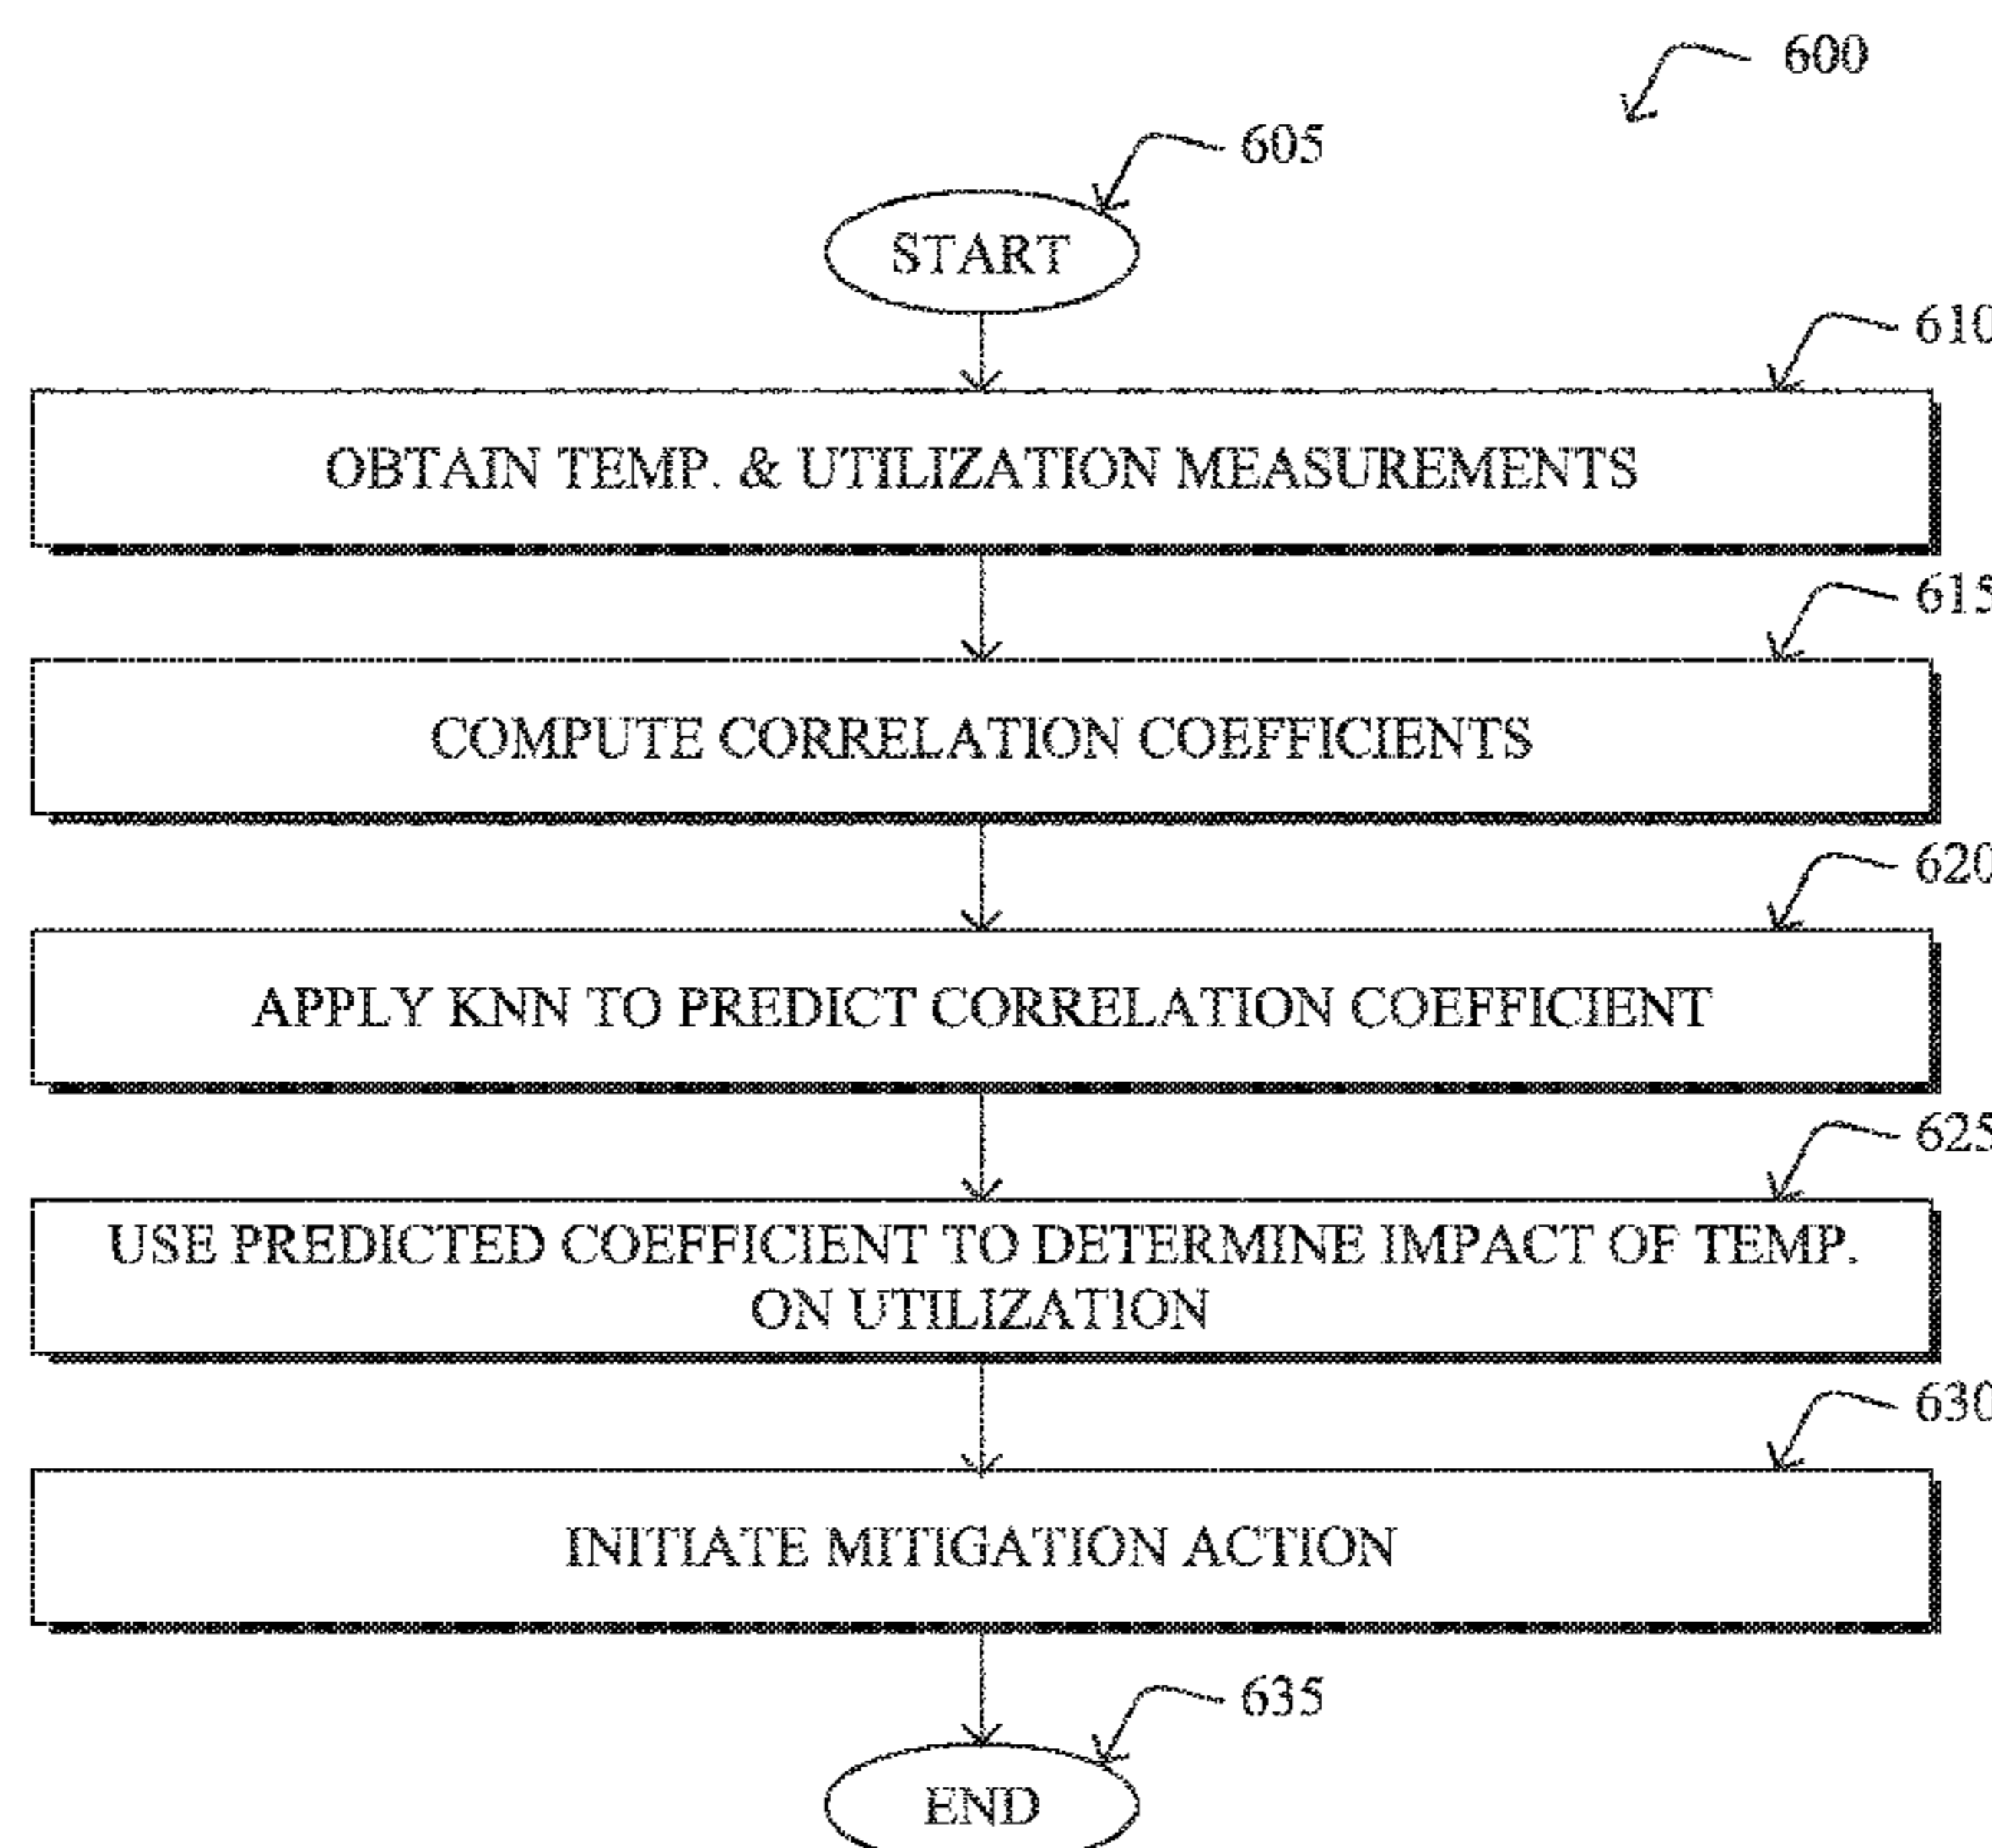 600
605
START
610
OBTAIN TEMP. & UTILIZATION MEASUREMENTS
615
COMPUTE CORRELATION COEFFICIENTS
620
APPLY KNN TO PREDICT CORRELATION COEFFICIENT
625
USE PREDICTED COEFFICIENT TO DETERMINE IMPACT OF TEMP.
ON UTILIZATION
630
INITIATE MITIGATION ACTION
635
END